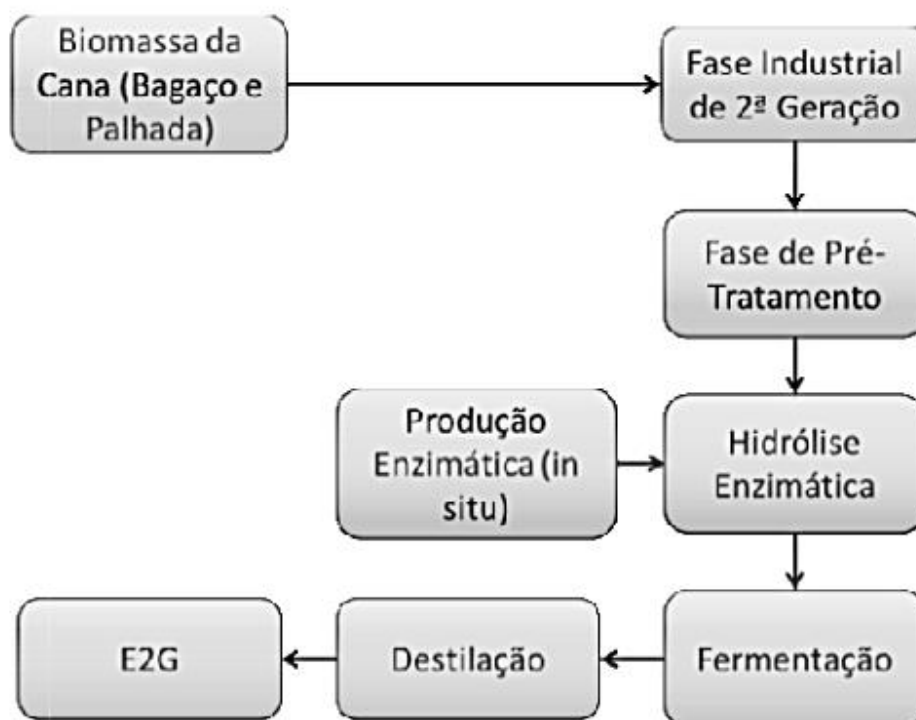 Biomassa da
Cana (Bagaço e
Palhada)
Fase Industrial
de 2ª Geração
Fase de Pré-
Tratamento
Produção
Enzimática (in
situ)
Hidrólise
Enzimática
E2G
Destilação
Fermentação